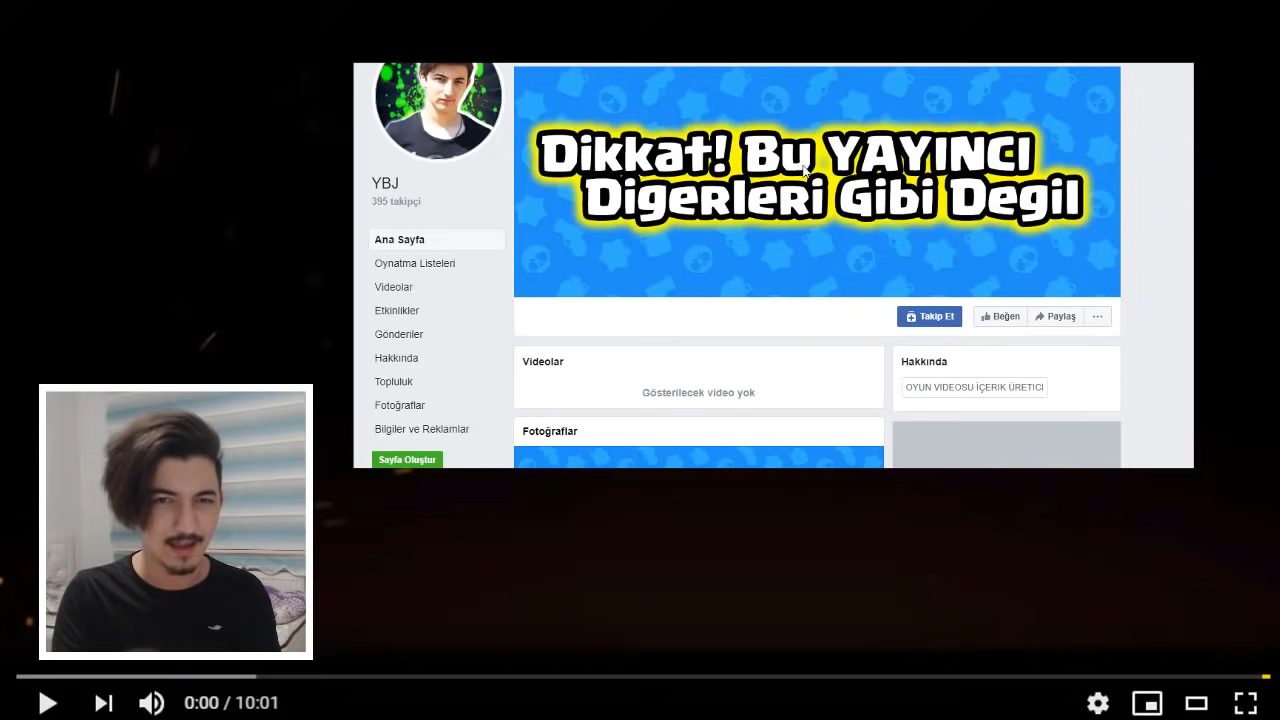 Dikkat! Bu YAYINCI
Digerleri Gibi Degil
YBJ
395 takipçi
Ana Sayfa
Oynatma Listeleri
Videolar
Etkinlikler
Gönderiler
Hakkında
Topluluk
Fotoğraflar
Bilgiler ve Reklamlar
Sayfa Oluştur
Takip Et
Beğen
Paylaş
Videolar
Gösterilecek video yok
Fotoğraflar
Hakkında
OYUN VIDEOSU İÇERIK ÜRETICI
0:00 / 10:01